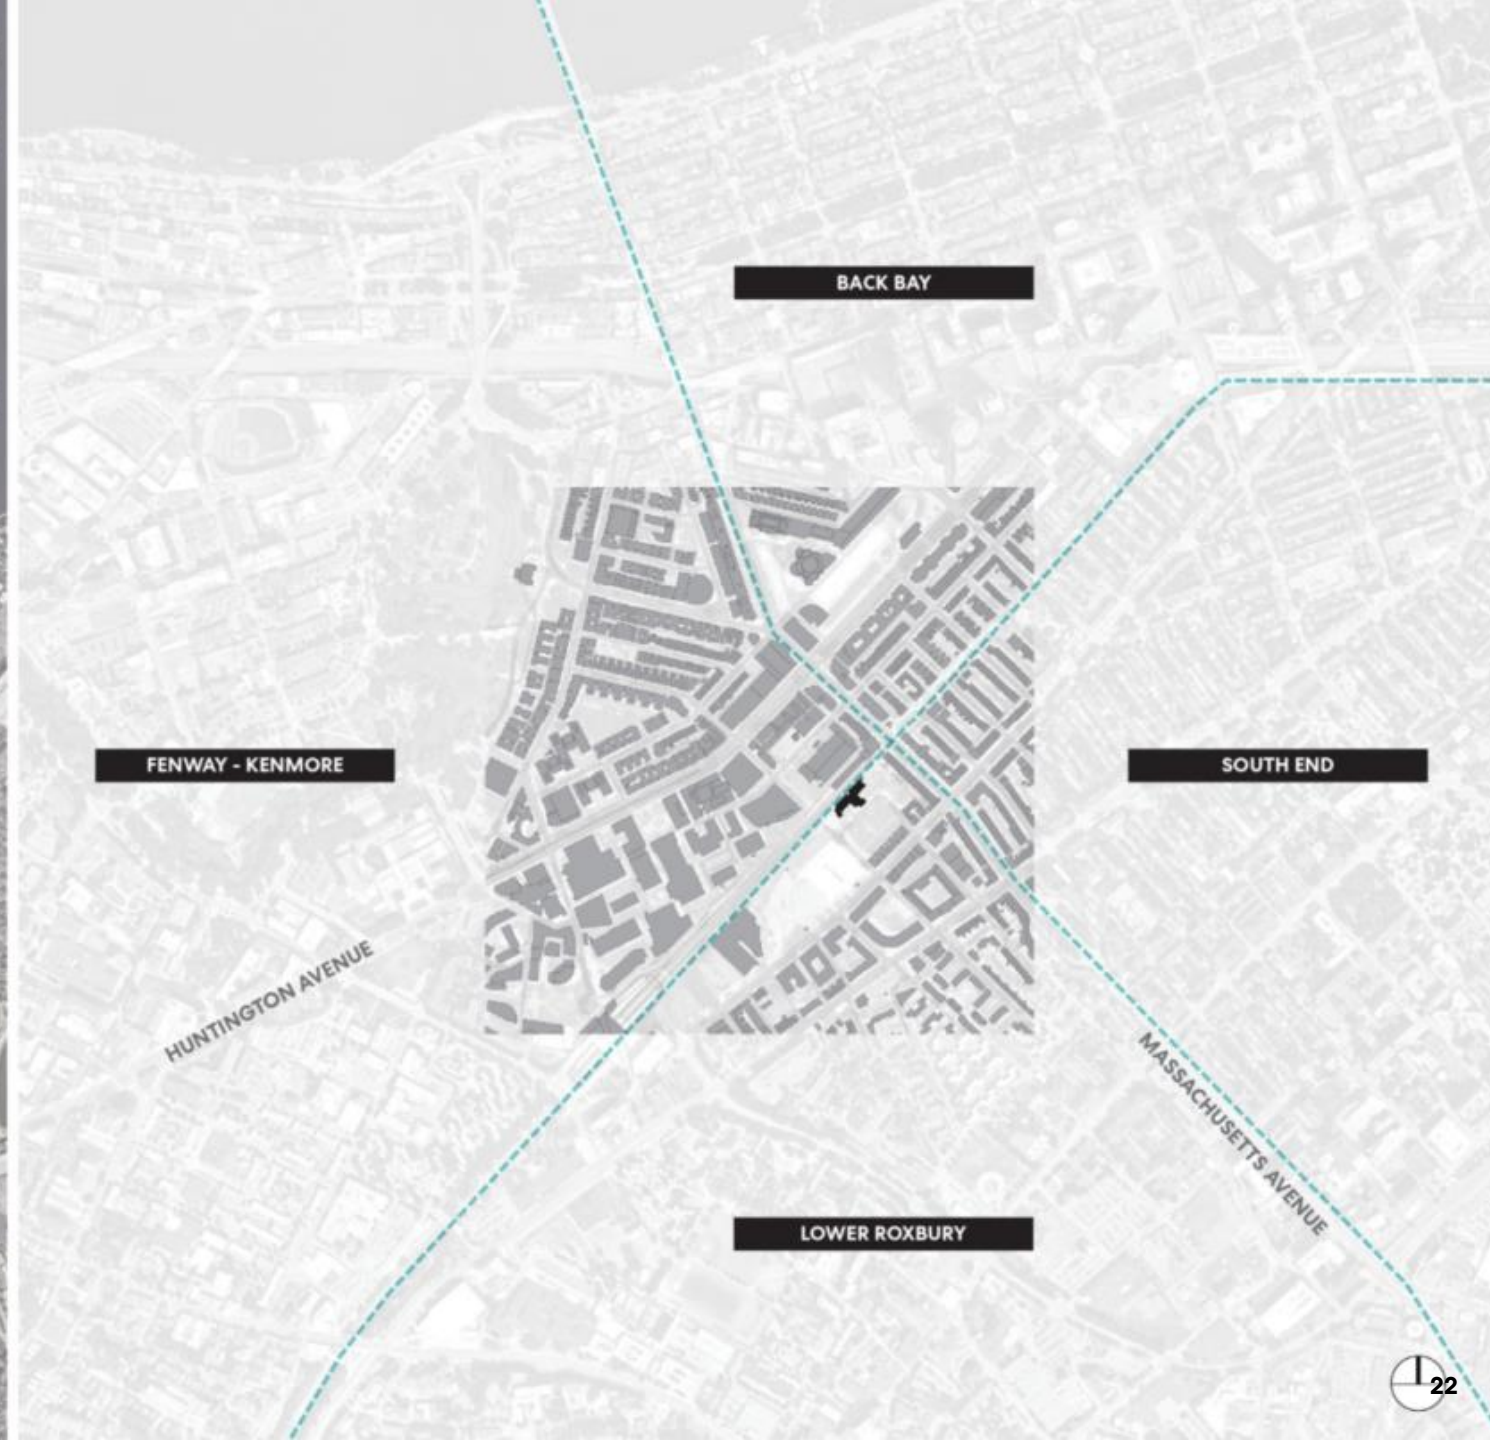 BACK BAY
FENWAY - KENMORE
SOUTH END
HUNTINGTON AVENUE
MASSACHUSETTS AVENUE
LOWER ROXBURY
22